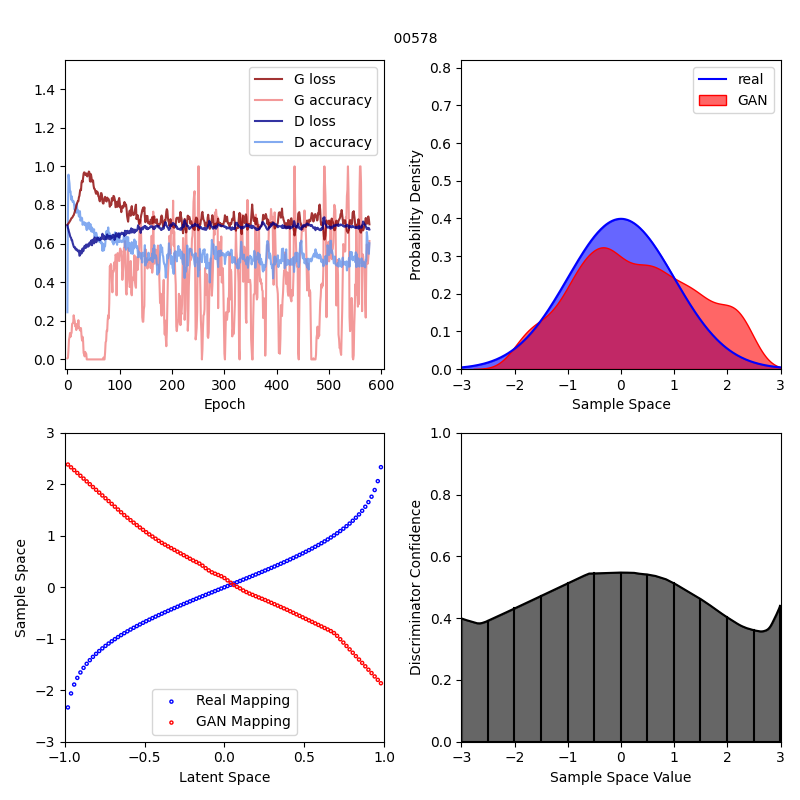 00578
G loss
G accuracy
D loss
D accuracy
1.4
1.2
1.0
0.8
0.6
0.4
0.2
0.0
0 100 200 300 400 500 600
Epoch
real
GAN
Probability Density
0.8
0.7
0.6
0.5
0.4
0.3
0.2
0.1
0.0
−3 −2 −1 0 1 2 3
Sample Space
Sample Space
3
2
1
0
−1
−2
−3
Real Mapping
GAN Mapping
−1.0 −0.5 0.0 0.5 1.0
Latent Space
Discriminator Confidence
1.0
0.8
0.6
0.4
0.2
0.0
−3 −2 −1 0 1 2 3
Sample Space Value